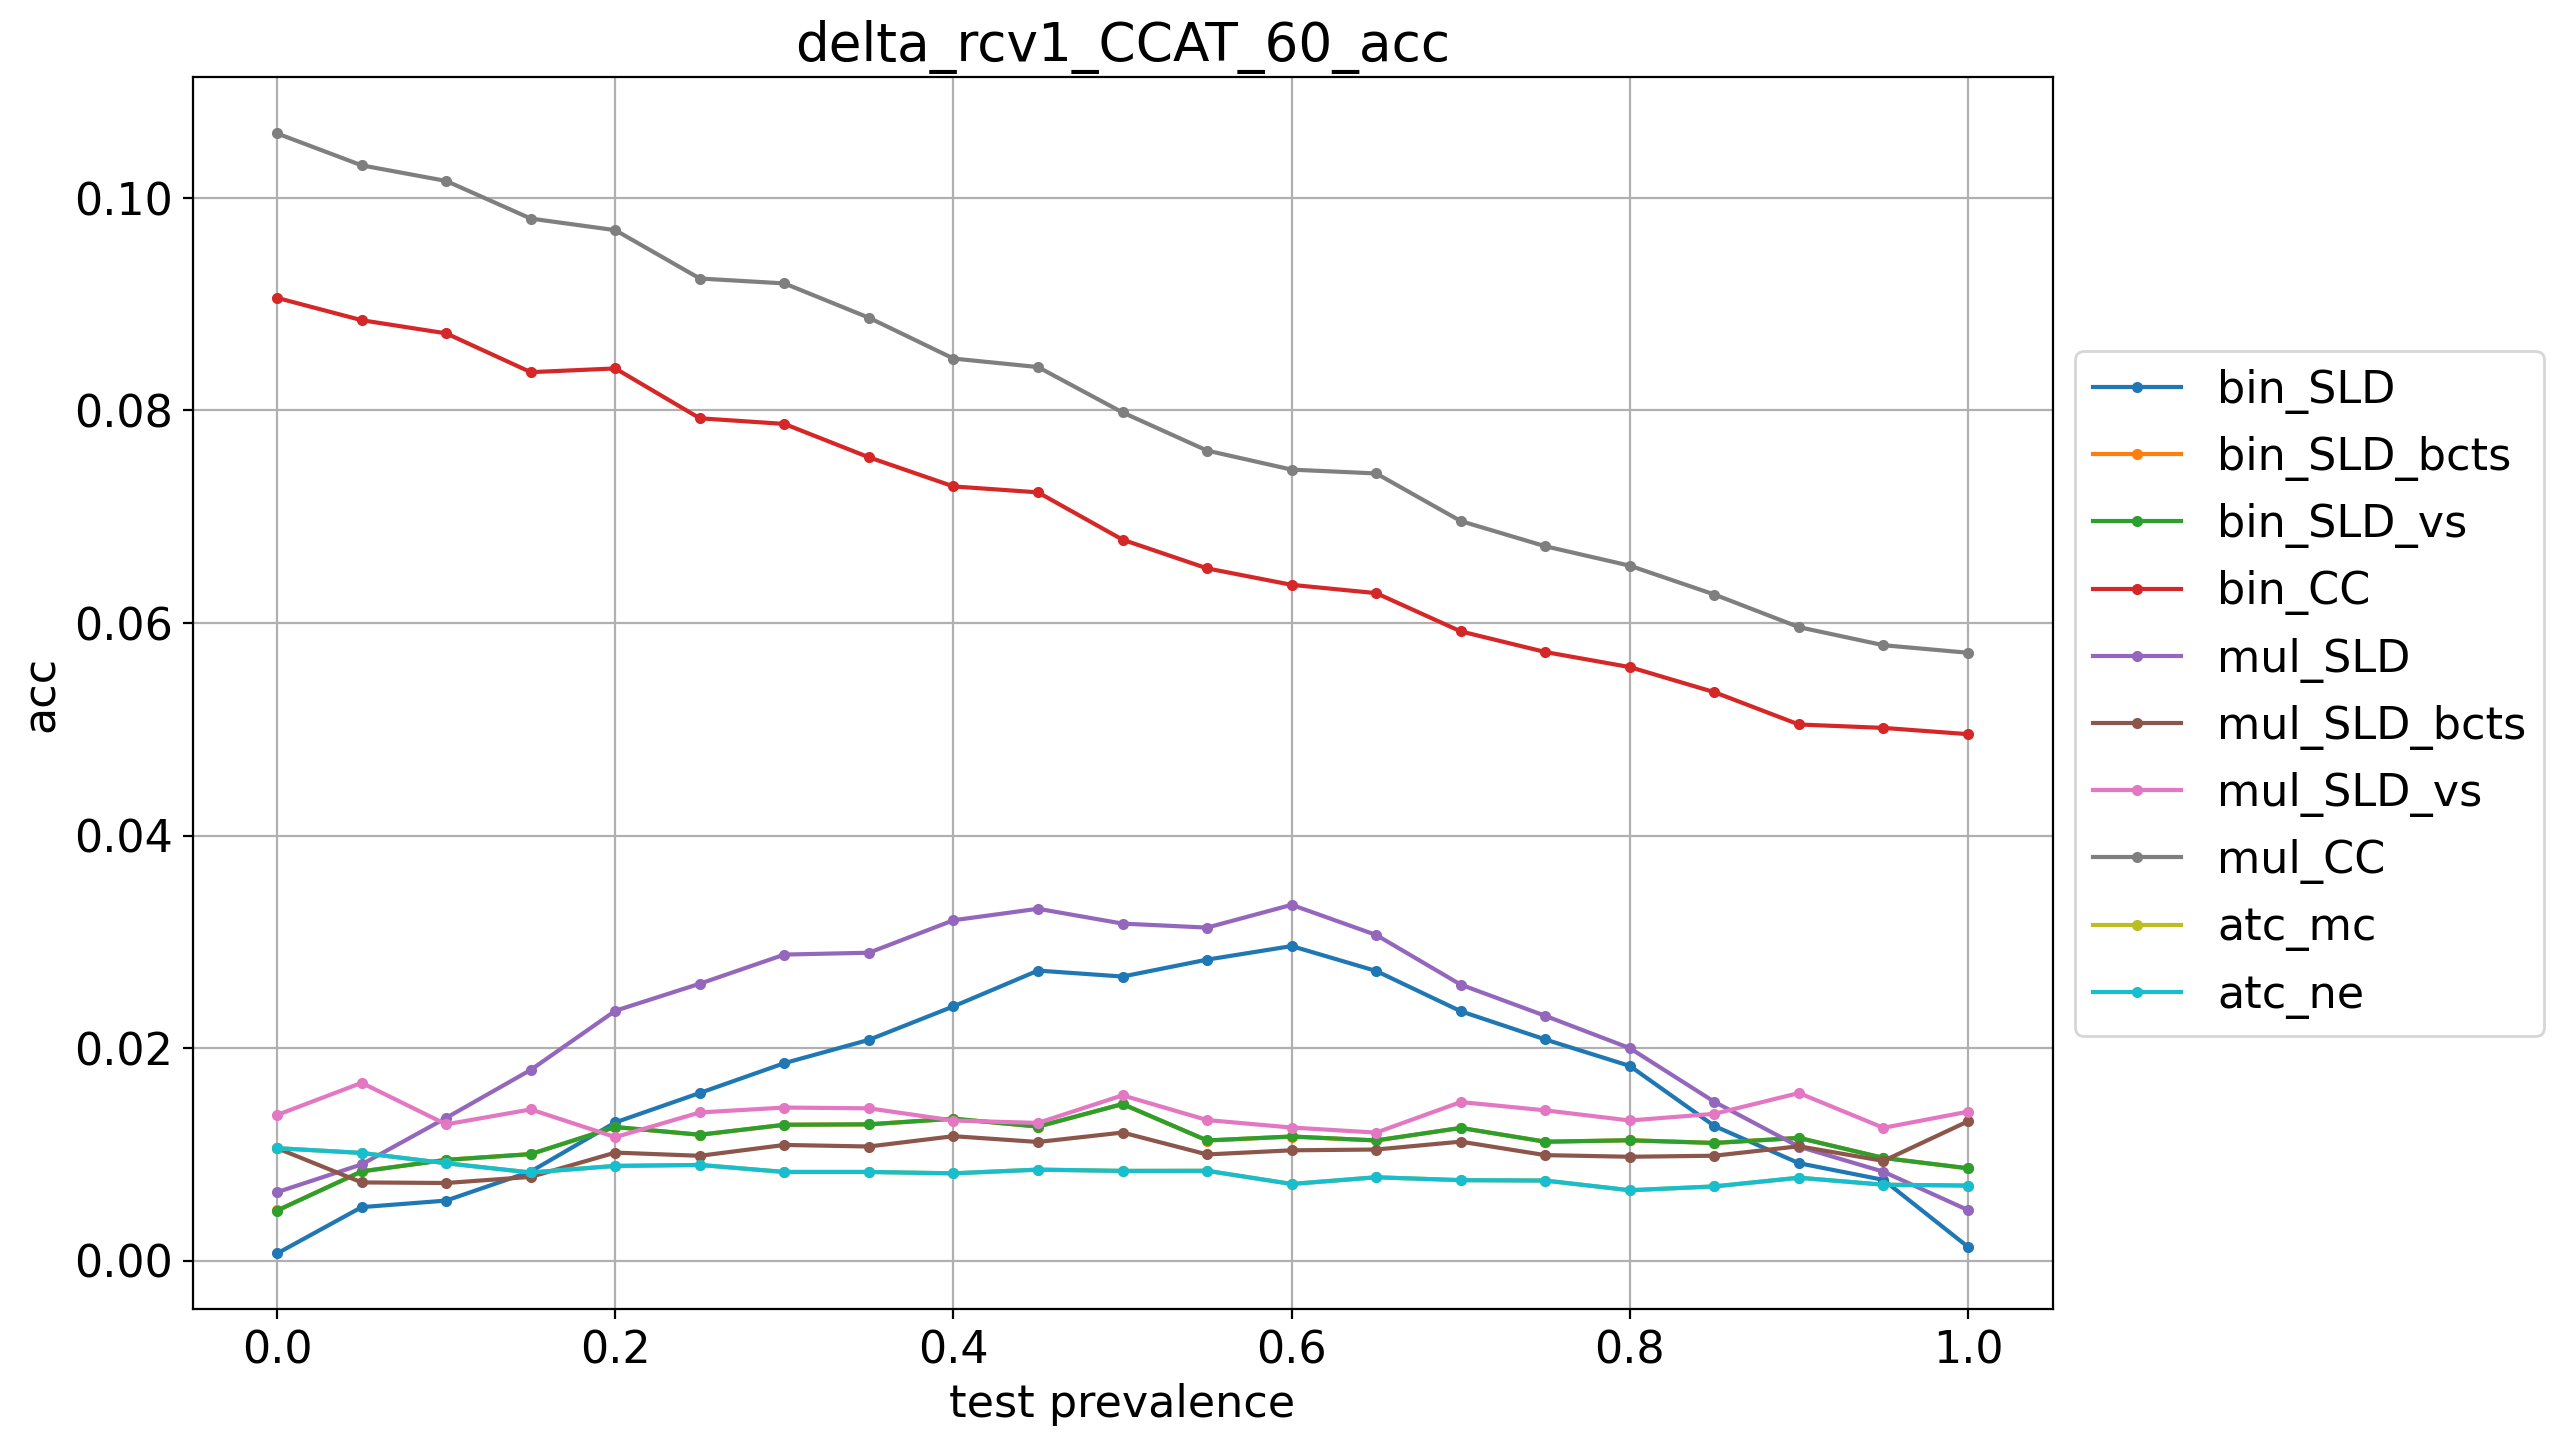 delta_rcv1_CCAT_60_acc
acc
0.10
0.08
0.06
0.04
0.02
0.00
0.0 0.2 0.4 0.6 0.8 1.0
test prevalence
bin_SLD
bin_SLD_bcts
bin_SLD_vs
bin_CC
mul_SLD
mul_SLD_bcts
mul_SLD_vs
mul_CC
atc_mc
atc_ne